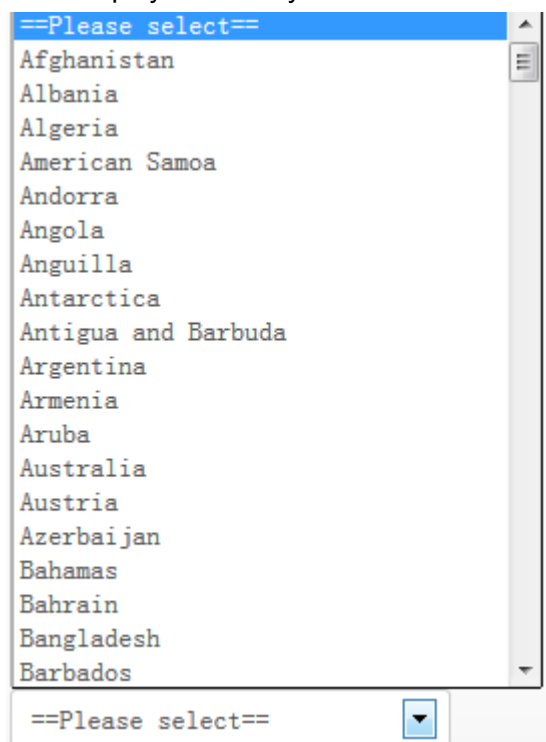 ==Please select==
Afghanistan
Albania
Algeria
American Samoa
Andorra
Angola
Anguilla
Antarctica
Antigua and Barbuda
Argentina
Armenia
Aruba
Australia
Austria
Azerbaijan
Bahamas
Bahrain
Bangladesh
Barbados
==Please select==